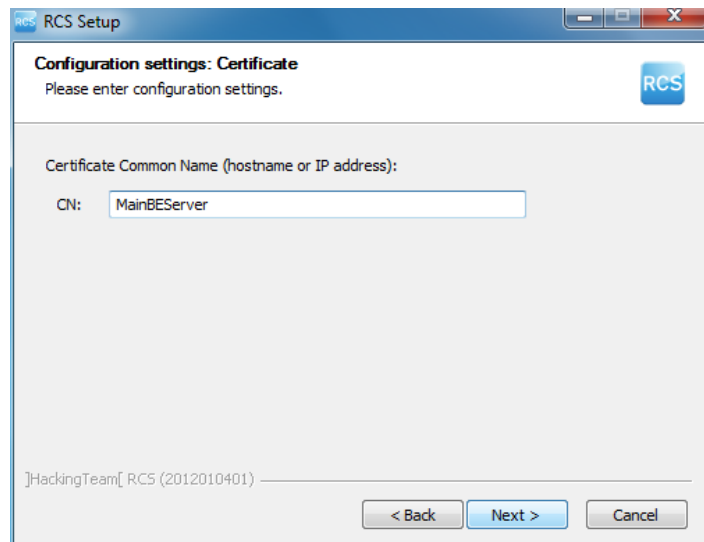 RCS RCS Setup
Configuration settings: Certificate
Please enter configuration settings.
RCS
Certificate Common Name (hostname or IP address):
CN: MainBEServer
]HackingTeam[ RCS (2012010401)
< Back Next > Cancel